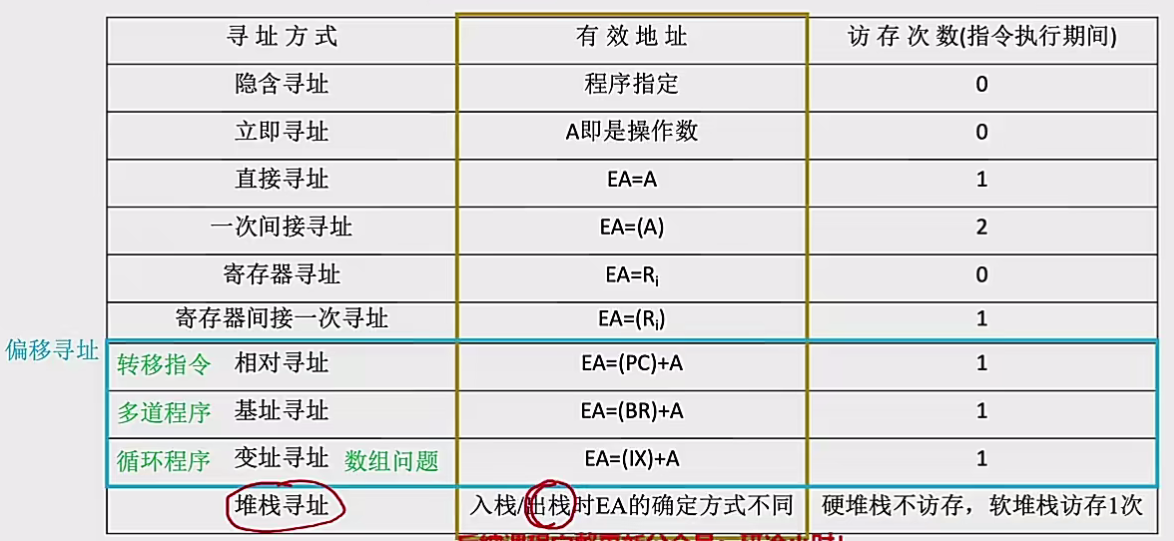 寻址方式 有效地址 访存次数(指令执行期间)
隐含寻址 程序指定 0
立即寻址 A即是操作数 0
直接寻址 EA=A 1
一次间接寻址 EA=(A) 2
寄存器寻址 EA=Ri 0
寄存器间接一次寻址 EA=(Ri) 1
偏移寻址
转移指令 相对寻址 EA=(PC)+A 1
多道程序 基址寻址 EA=(BR)+A 1
循环程序 变址寻址 数组问题 EA=(IX)+A 1
堆栈寻址 入栈/出栈时EA的确定方式不同 硬堆栈不访存，软堆栈访存1次